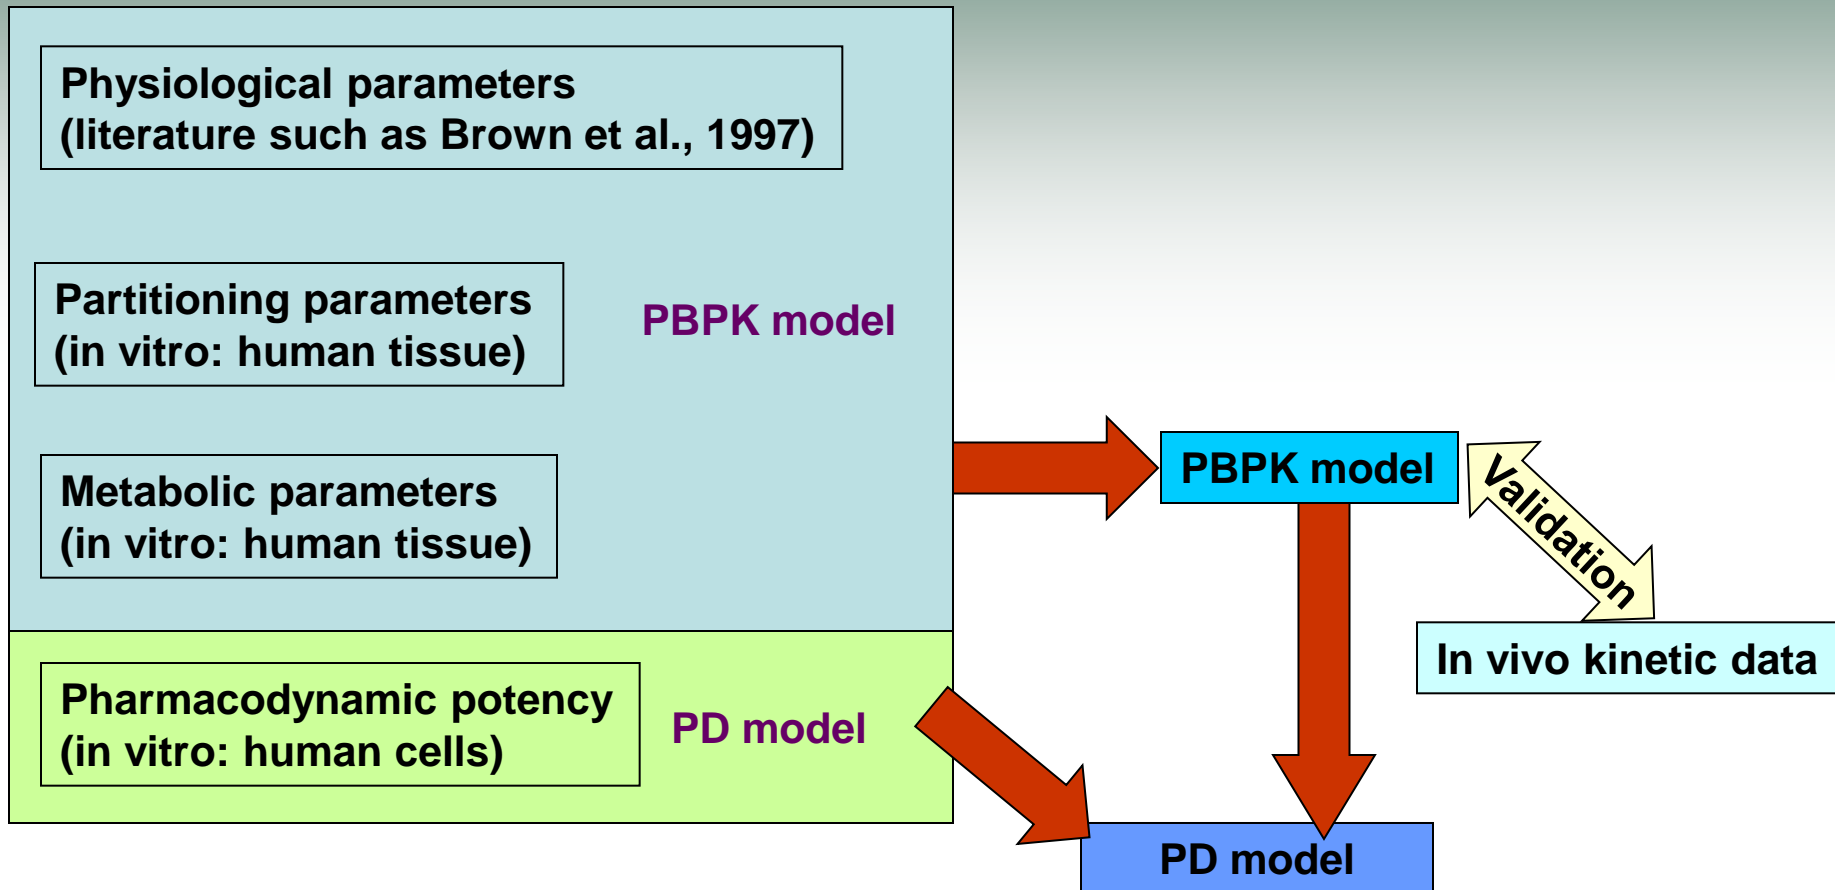 Physiological parameters
(literature such as Brown et al., 1997)
Partitioning parameters
(in vitro: human tissue)
PBPK model
Metabolic parameters
(in vitro: human tissue)
Pharmacodynamic potency
(in vitro: human cells)
PD model
PBPK model
Validation
In vivo kinetic data
PD model